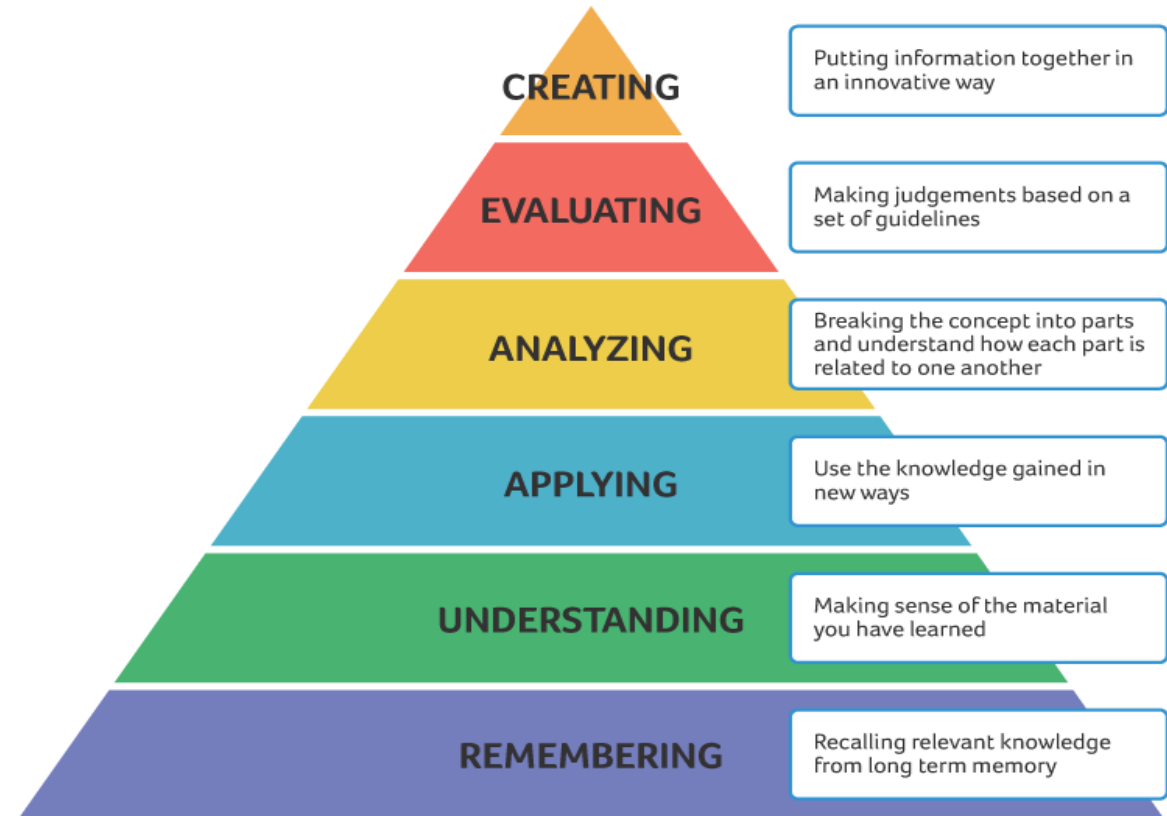 CREATING
Putting information together in
an innovative way
EVALUATING
Making judgements based on a
set of guidelines
ANALYZING
Breaking the concept into parts
and understand how each part is
related to one another
APPLYING
Use the knowledge gained in
new ways
UNDERSTANDING
Making sense of the material
you have learned
REMEMBERING
Recalling relevant knowledge
from long term memory